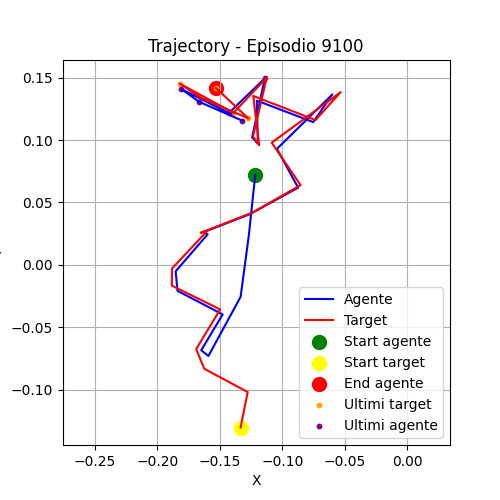 Trajectory - Episodio 9100
0.15
0.10
0.05
0.00
−0.05
−0.10
Agente
Target
Start agente
Start target
End agente
Ultimi target
Ultimi agente
−0.25
−0.20
−0.15
−0.10
−0.05
0.00
X